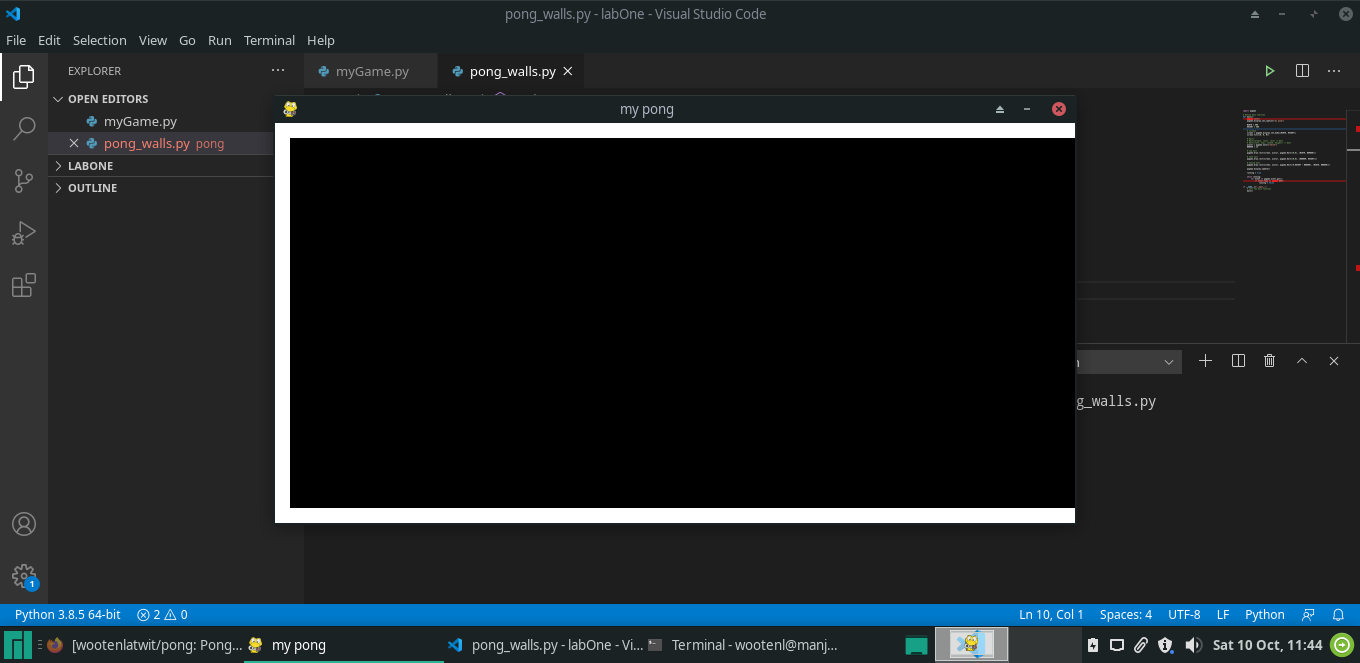 pong_walls.py - labOne - Visual Studio Code
File Edit Selection View Go Run Terminal Help
EXPLORER
myGame.py
pong_walls.py
OPEN EDITORS
myGame.py
pong_walls.py pong
LABONE
OUTLINE
my pong
g_walls.py
1
Python 3.8.5 64-bit 2 0
Ln 10, Col 1 Spaces: 4 UTF-8 LF Python
[wootenlatwit/pong: Pong... my pong pong_walls.py - labOne - Vi... Terminal - wootenl@manj... Sat 10 Oct, 11:44